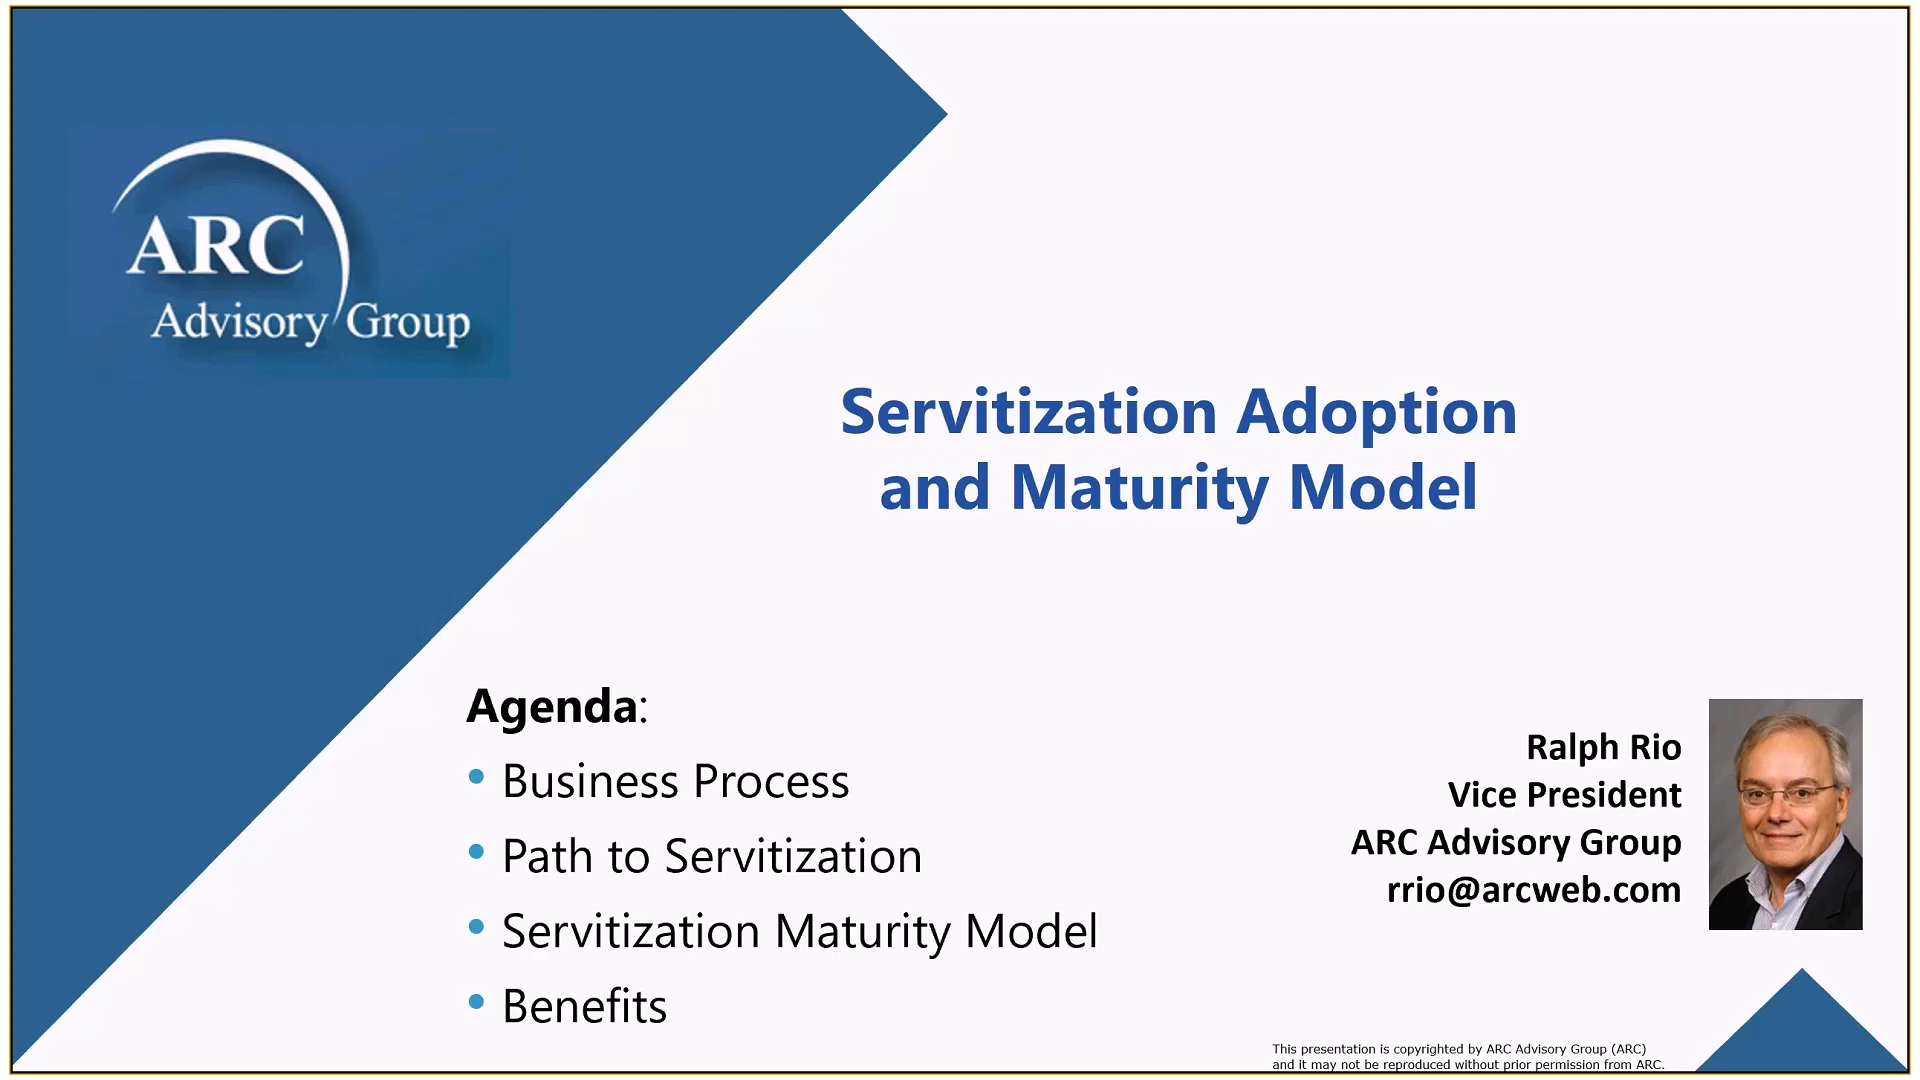 ARC
Advisory Group
Servitization Adoption
and Maturity Model
Agenda:
• Business Process
• Path to Servitization
• Servitization Maturity Model
• Benefits
Ralph Rio
Vice President
ARC Advisory Group
rrio@arcweb.com
This presentation is copyrighted by ARC Advisory Group (ARC)
and it may not be reproduced without prior permission from ARC.